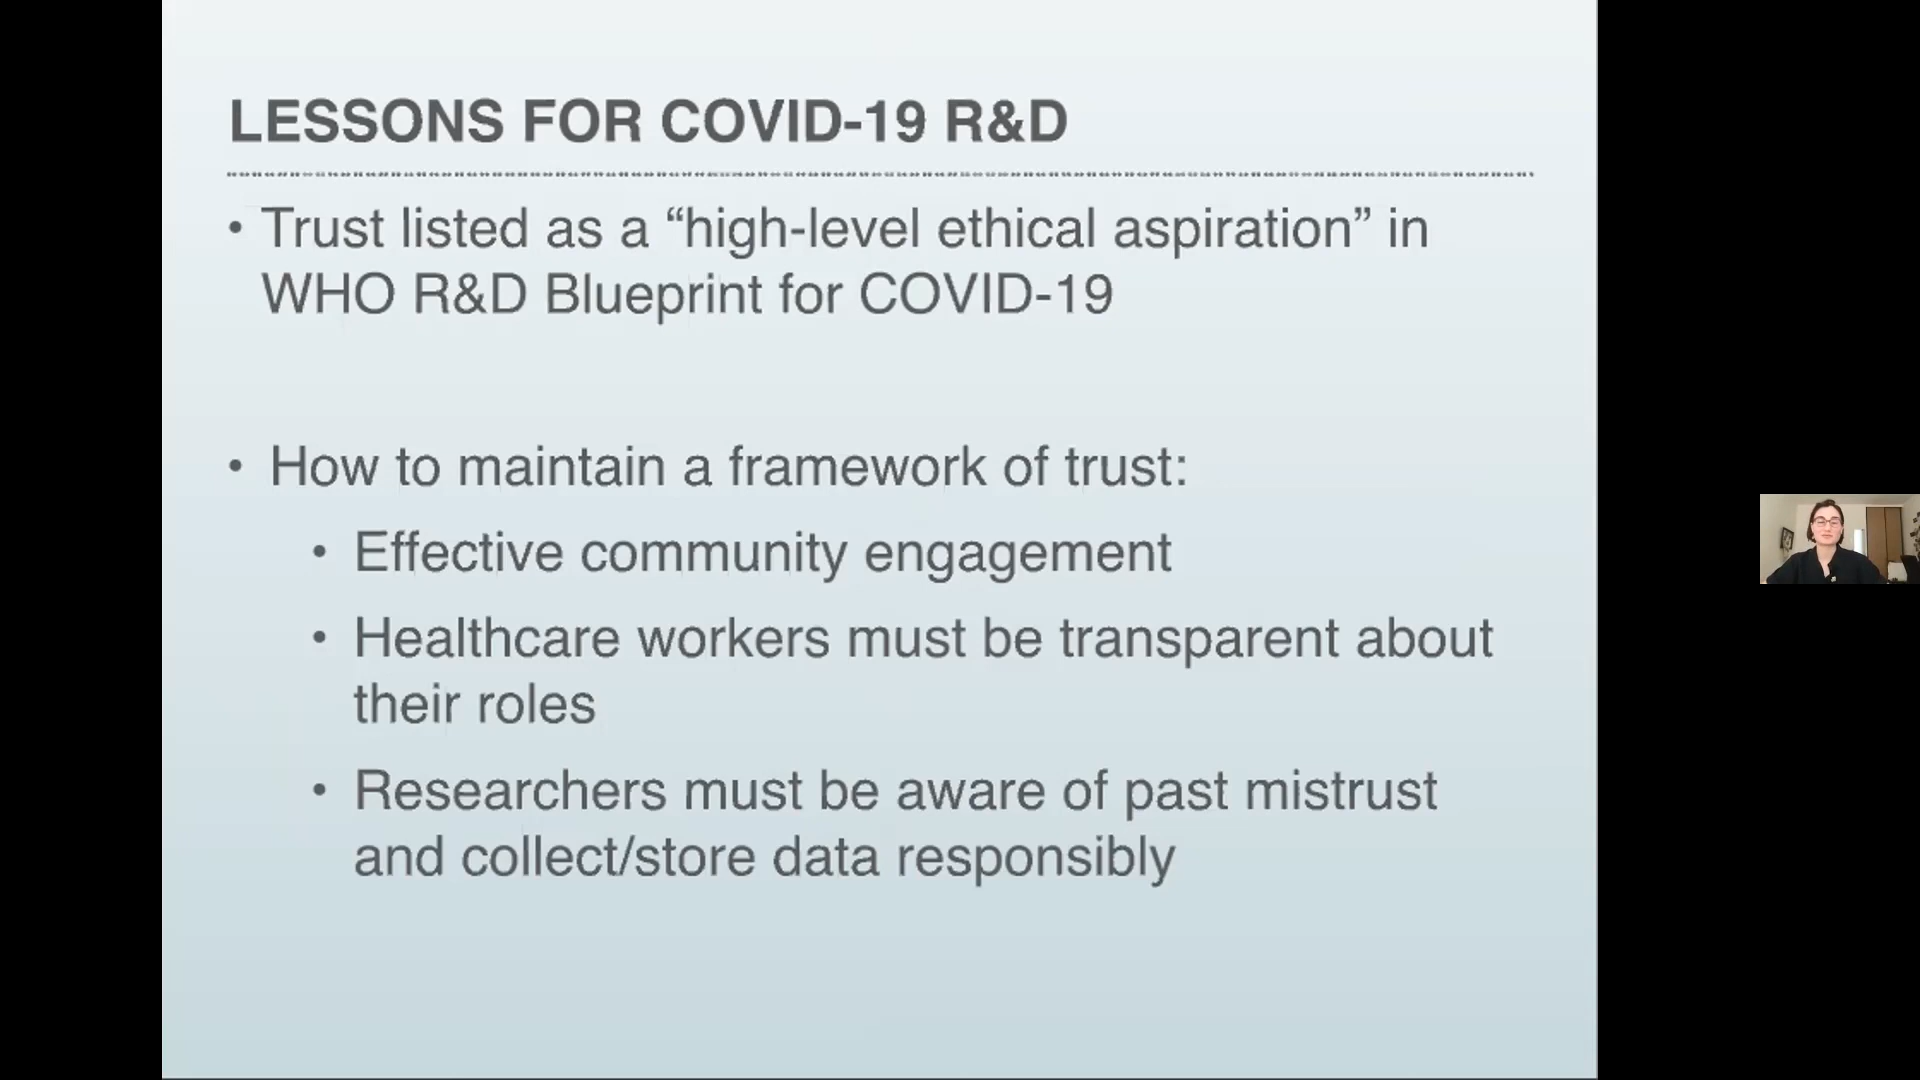 LESSONS FOR COVID-19 R&D
• Trust listed as a “high-level ethical aspiration” in
WHO R&D Blueprint for COVID-19
• How to maintain a framework of trust:
• Effective community engagement
• Healthcare workers must be transparent about
their roles
• Researchers must be aware of past mistrust
and collect/store data responsibly